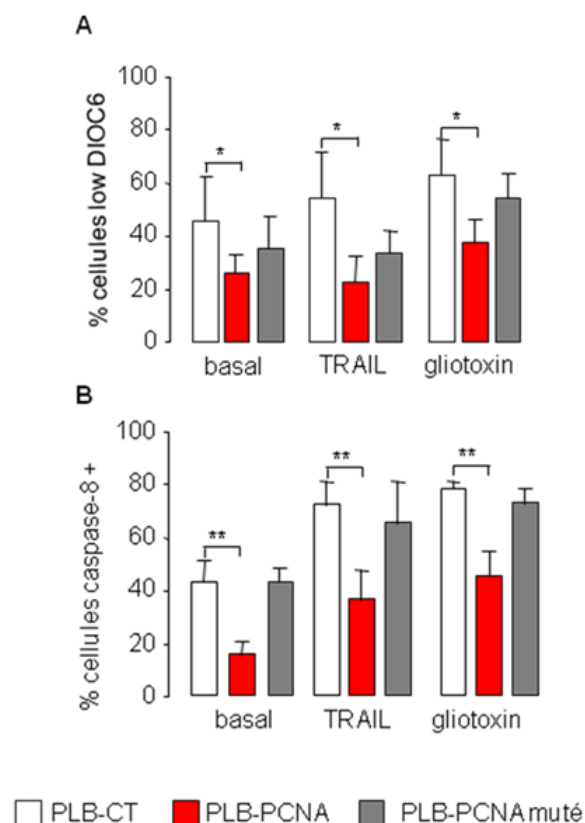 A
% cellules low DIOC6
100
80
60
40
20
0
*
*
*
basal TRAIL gliotoxin
B
% cellules caspase-8 +
100
80
60
40
20
0
**
**
**
basal TRAIL gliotoxin
PLB-CT PLB-PCNA PLB-PCNA muté